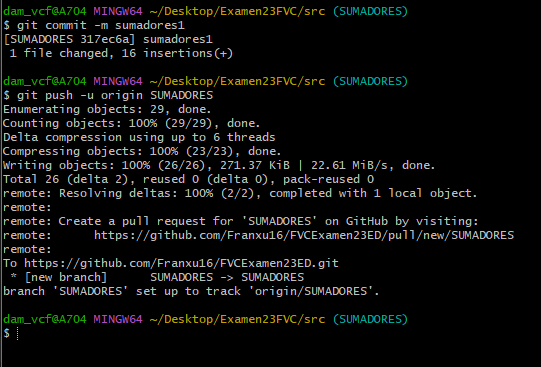 dam_vcf@A704 MINGW64 ~/Desktop/Examen23FVC/src (SUMADORES)
$ git commit -m sumadores1
[SUMADORES 317ec6a] sumadores1
 1 file changed, 16 insertions(+)

dam_vcf@A704 MINGW64 ~/Desktop/Examen23FVC/src (SUMADORES)
$ git push -u origin SUMADORES
Enumerating objects: 29, done.
Counting objects: 100% (29/29), done.
Delta compression using up to 6 threads
Compressing objects: 100% (23/23), done.
Writing objects: 100% (26/26), 271.37 KiB | 22.61 MiB/s, done.
Total 26 (delta 2), reused 0 (delta 0), pack-reused 0
remote: Resolving deltas: 100% (2/2), completed with 1 local object.
remote:
remote: Create a pull request for 'SUMADORES' on GitHub by visiting:
remote:      https://github.com/Franxu16/FVCExamen23ED/pull/new/SUMADORES
remote:
To https://github.com/Franxu16/FVCExamen23ED.git
 * [new branch]      SUMADORES -> SUMADORES
branch 'SUMADORES' set up to track 'origin/SUMADORES'.

dam_vcf@A704 MINGW64 ~/Desktop/Examen23FVC/src (SUMADORES)
$